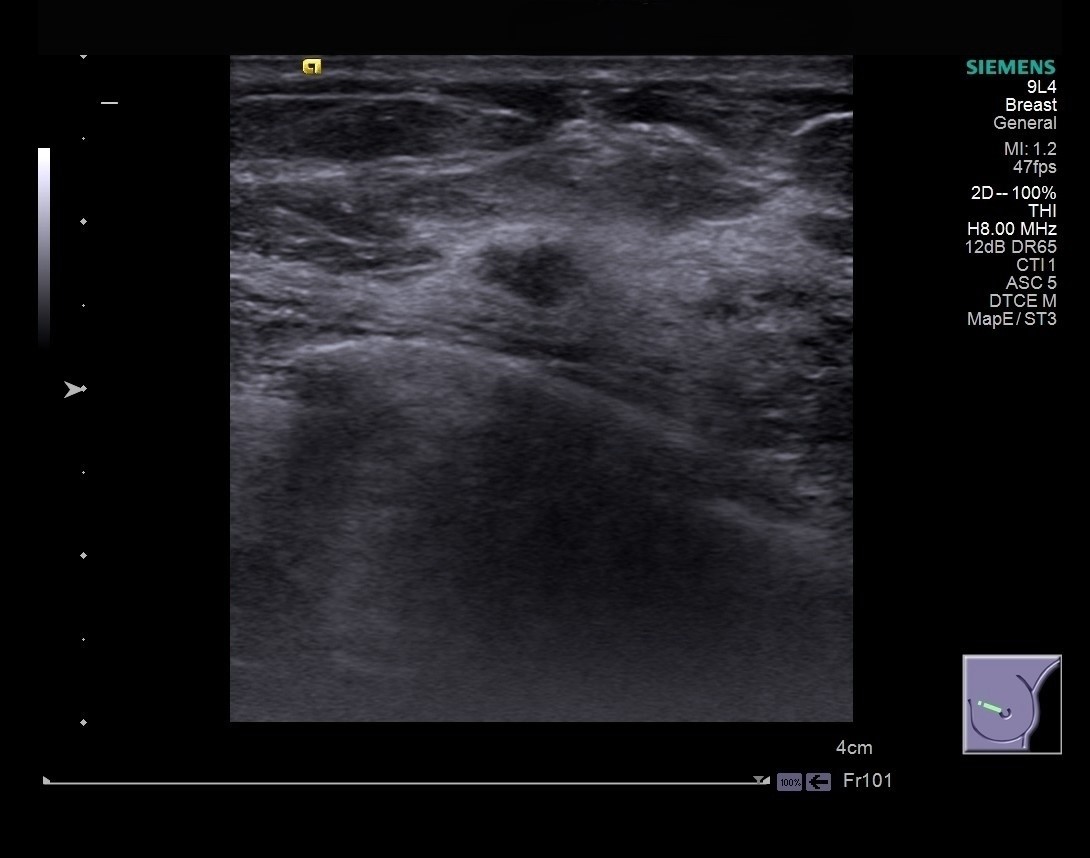 SIEMENS
9L4
Breast
General
MI: 1.2
47fps
2D--100%
THI
H8.00 MHz
12dB DR65
CTI 1
ASC 5
DTCE M
MapE / ST3
4cm
100%
Fr101